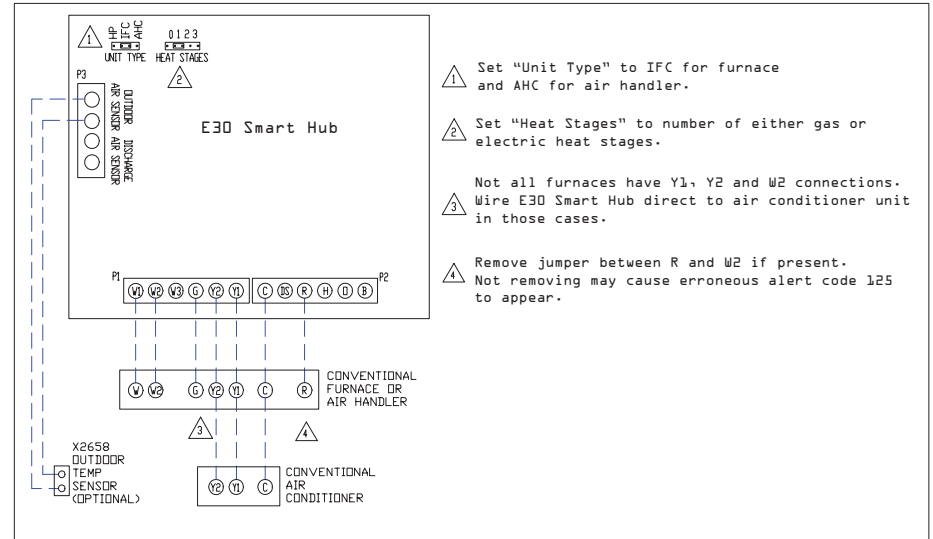 1
HP IFC AHC
UNIT TYPE
0 1 2 3
HEAT STAGES
2
P3
OUTDOOR
AIR SENSOR
DISCHARGE
AIR SENSOR
E30 Smart Hub
P1
W1 W2 W3 G Y2 Y1
C DS R H O B
P2
W W2 G Y2 Y1 C R
CONVENTIONAL
FURNACE OR
AIR HANDLER
3
4
X2658
OUTDOOR
TEMP
SENSOR
(OPTIONAL)
Y2 Y1 C
CONVENTIONAL
AIR
CONDITIONER
1 Set “Unit Type” to IFC for furnace
and AHC for air handler.
2 Set “Heat Stages” to number of either gas or
electric heat stages.
Not all furnaces have Y1, Y2 and W2 connections.
3 Wire E30 Smart Hub direct to air conditioner unit
in those cases.
4 Remove jumper between R and W2 if present.
Not removing may cause erroneous alert code 125
to appear.